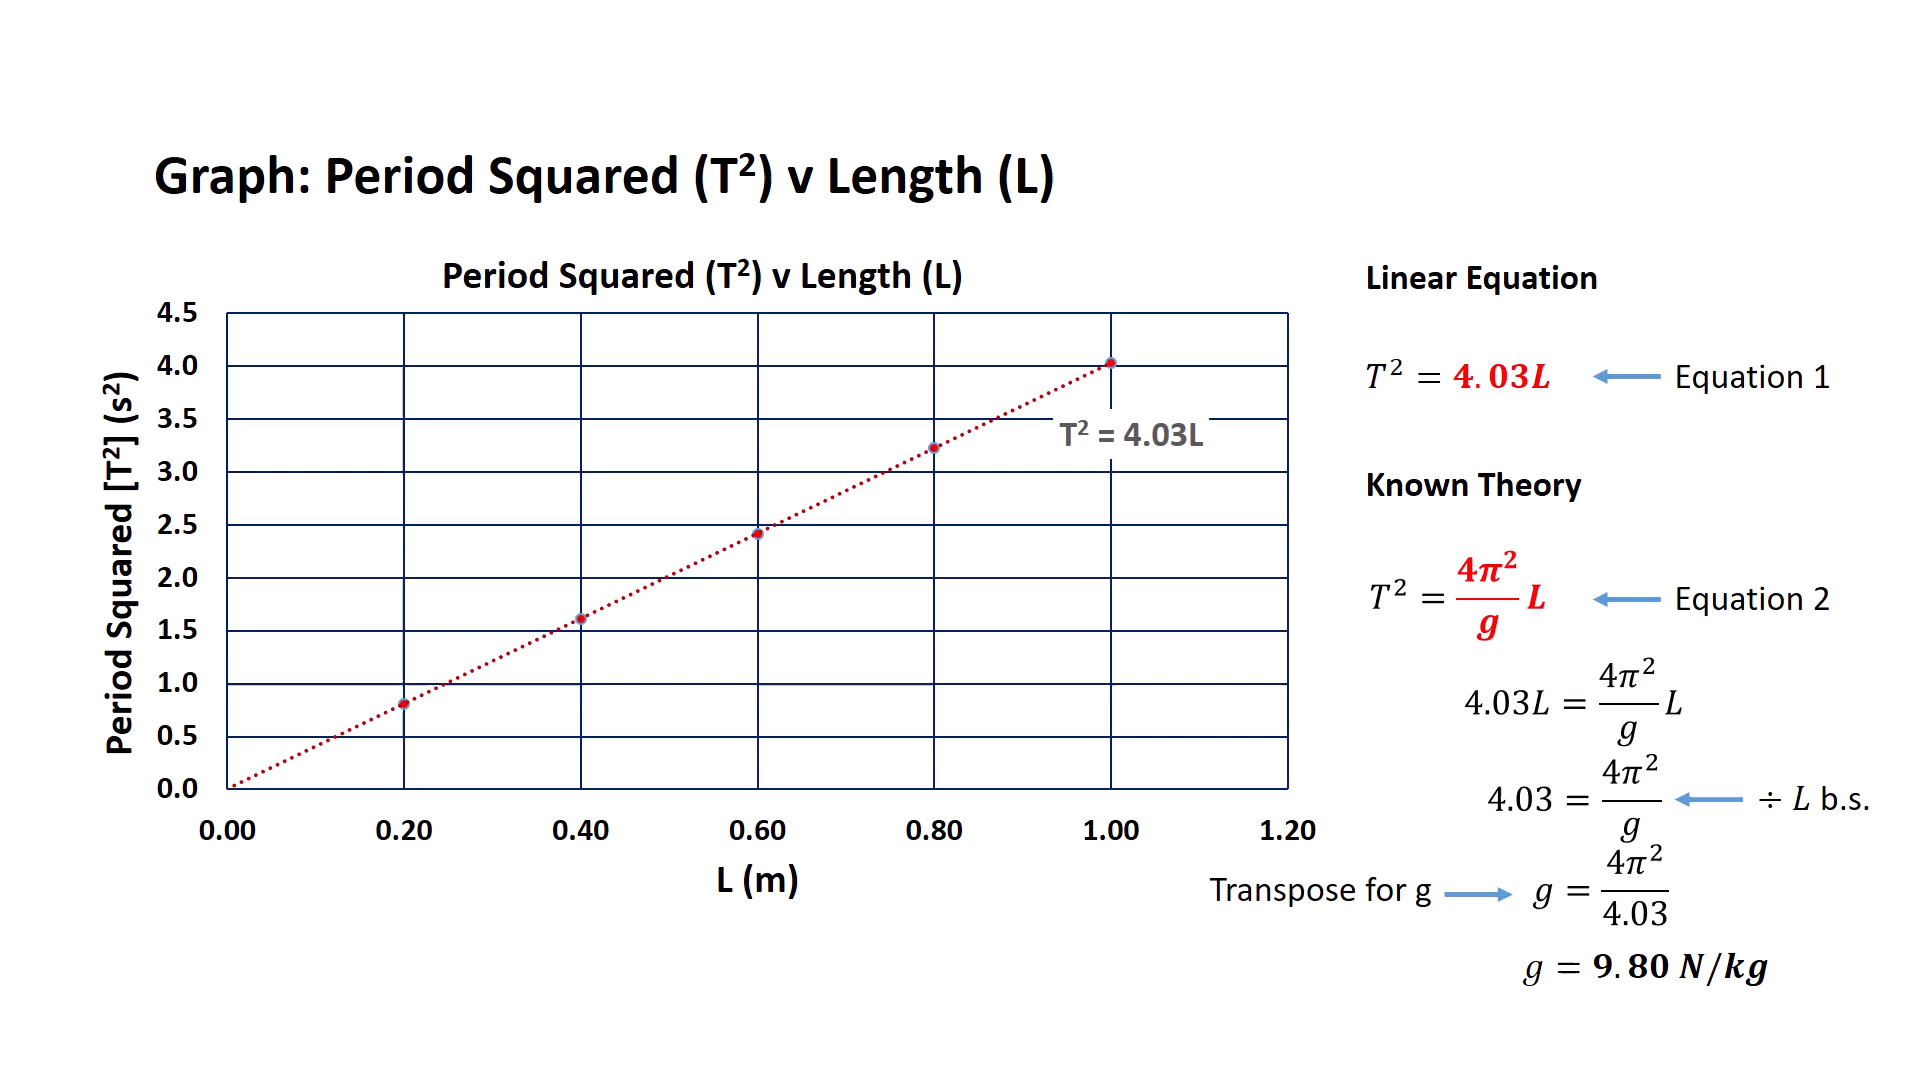 Graph: Period Squared (T²) v Length (L)
Period Squared (T²) v Length (L)
Period Squared [T²] (s²)
4.5
4.0
3.5
3.0
2.5
2.0
1.5
1.0
0.5
0.0
T² = 4.03L
0.00 0.20 0.40 0.60 0.80 1.00 1.20
L (m)
Linear Equation
T² = 4.03L ← Equation 1
Known Theory
T² = 4π²/g L ← Equation 2
4.03L = 4π²/g L
4.03 = 4π²/g ← ÷ L b.s.
Transpose for g → g = 4π²/4.03
g = 9.80 N/kg